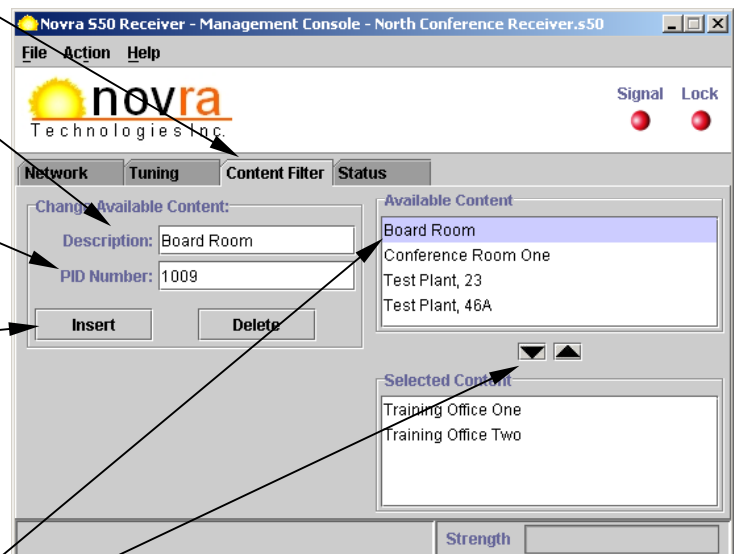 Novra S50 Receiver - Management Console - North Conference Receiver.s50
File Action Help
novra
Technologies Inc.
Signal Lock
Network Tuning Content Filter Status
Change Available Content:
Description: Board Room
PID Number: 1009
Insert Delete
Available Content
Board Room
Conference Room One
Test Plant, 23
Test Plant, 46A
Selected Content
Training Office One
Training Office Two
Strength